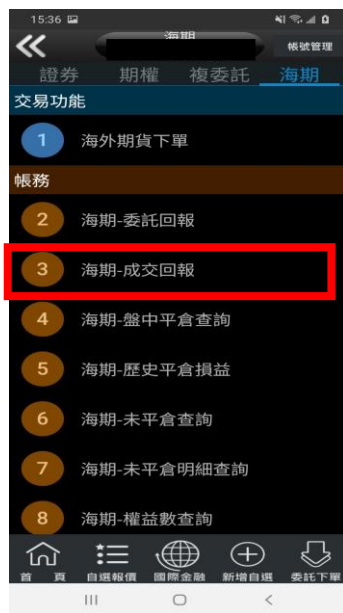 15:36
海期
帳號管理
證券 期權 複委託 海期
交易功能
1 海外期貨下單
帳務
2 海期-委託回報
3 海期-成交回報
4 海期-盤中平倉查詢
5 海期-歷史平倉損益
6 海期-未平倉查詢
7 海期-未平倉明細查詢
8 海期-權益數查詢
首 頁 自選報價 國際金融 新增自選 委託下單